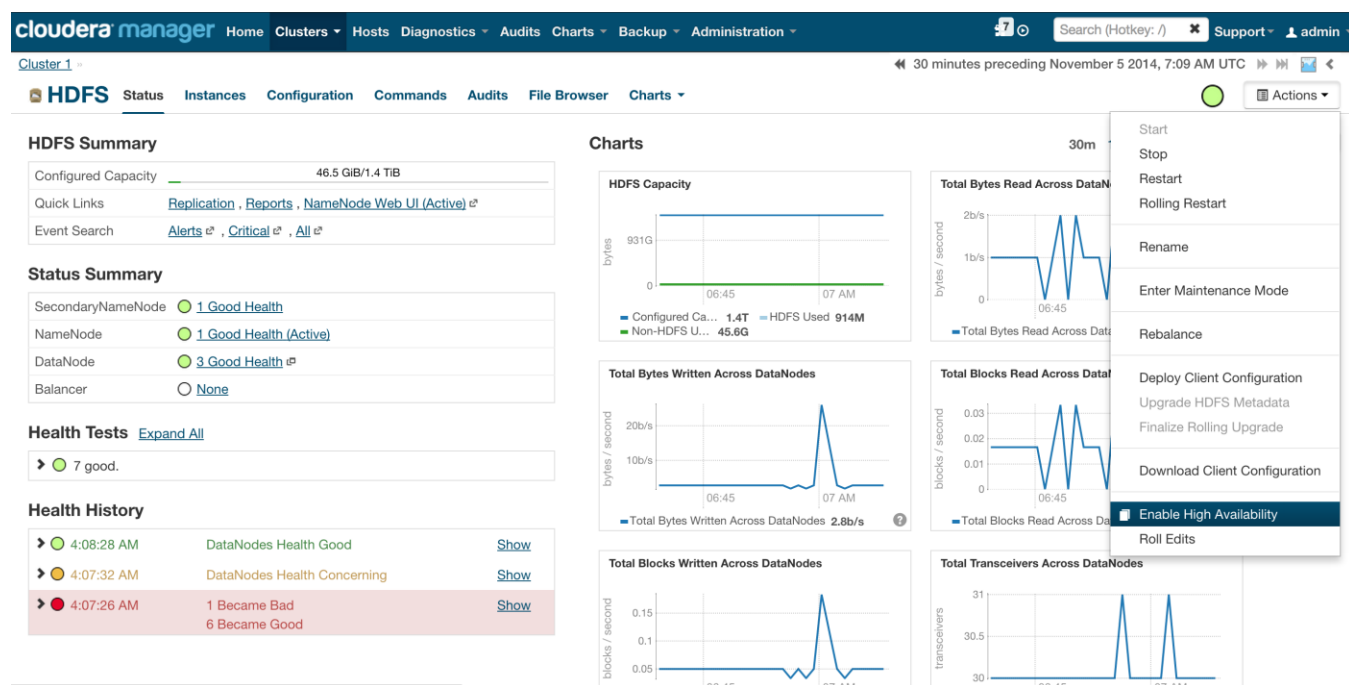 cloudera manager Home Clusters Hosts Diagnostics Audits Charts Backup Administration 7 Search (Hotkey: /) Support admin
Cluster 1 » 30 minutes preceding November 5 2014, 7:09 AM UTC
HDFS Status Instances Configuration Commands Audits File Browser Charts Actions
HDFS Summary
Configured Capacity 46.5 GiB/1.4 TiB
Quick Links Replication , Reports , NameNode Web UI (Active)
Event Search Alerts , Critical , All
Status Summary
SecondaryNameNode 1 Good Health
NameNode 1 Good Health (Active)
DataNode 3 Good Health
Balancer None
Health Tests Expand All
7 good.
Health History
4:08:28 AM DataNodes Health Good Show
4:07:32 AM DataNodes Health Concerning Show
4:07:26 AM 1 Became Bad Show
6 Became Good
Charts 30m
HDFS Capacity
bytes
931G
0
06:45 07 AM
Configured Ca... 1.4T HDFS Used 914M
Non-HDFS U... 45.6G
Total Bytes Read Across DataN
bytes / second
2b/s
1b/s
0
06:45
Total Bytes Read Across Data
Total Bytes Written Across DataNodes
bytes / second
20b/s
10b/s
06:45 07 AM
Total Bytes Written Across DataNodes 2.8b/s ?
Total Blocks Read Across Data
blocks / second
0.03
0.02
0.01
0
06:45
Total Blocks Read Across Da
Total Blocks Written Across DataNodes
blocks / second
0.15
0.1
0.05
Total Transceivers Across DataNodes
transceivers
31
30.5
30
Start
Stop
Restart
Rolling Restart
Rename
Enter Maintenance Mode
Rebalance
Deploy Client Configuration
Upgrade HDFS Metadata
Finalize Rolling Upgrade
Download Client Configuration
Enable High Availability
Roll Edits